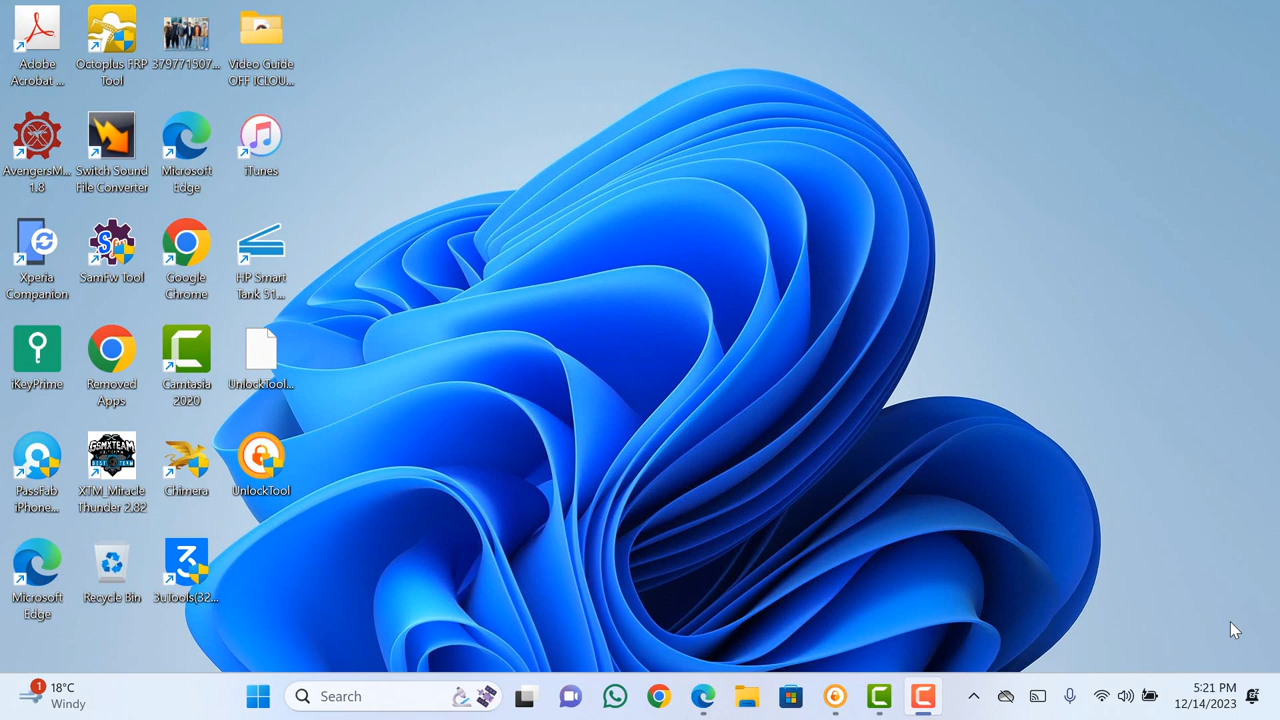 Adobe
Acrobat ...
Octoplus FRP
Tool
379771507...
Video Guide
OFF ICLOU...
AvengersM...
1.8
Switch Sound
File Converter
Microsoft
Edge
iTunes
Xperia
Companion
SamFw Tool
Google
Chrome
HP Smart
Tank 51...
iKeyPrime
Removed
Apps
Camtasia
2020
UnlockTool...
PassFab
iPhone...
XTM_Miracle
Thunder 2.82
Chimera
UnlockTool
Microsoft
Edge
Recycle Bin
3uTools(32...
1
18°C
Windy
Search
5:21 PM
12/14/2023